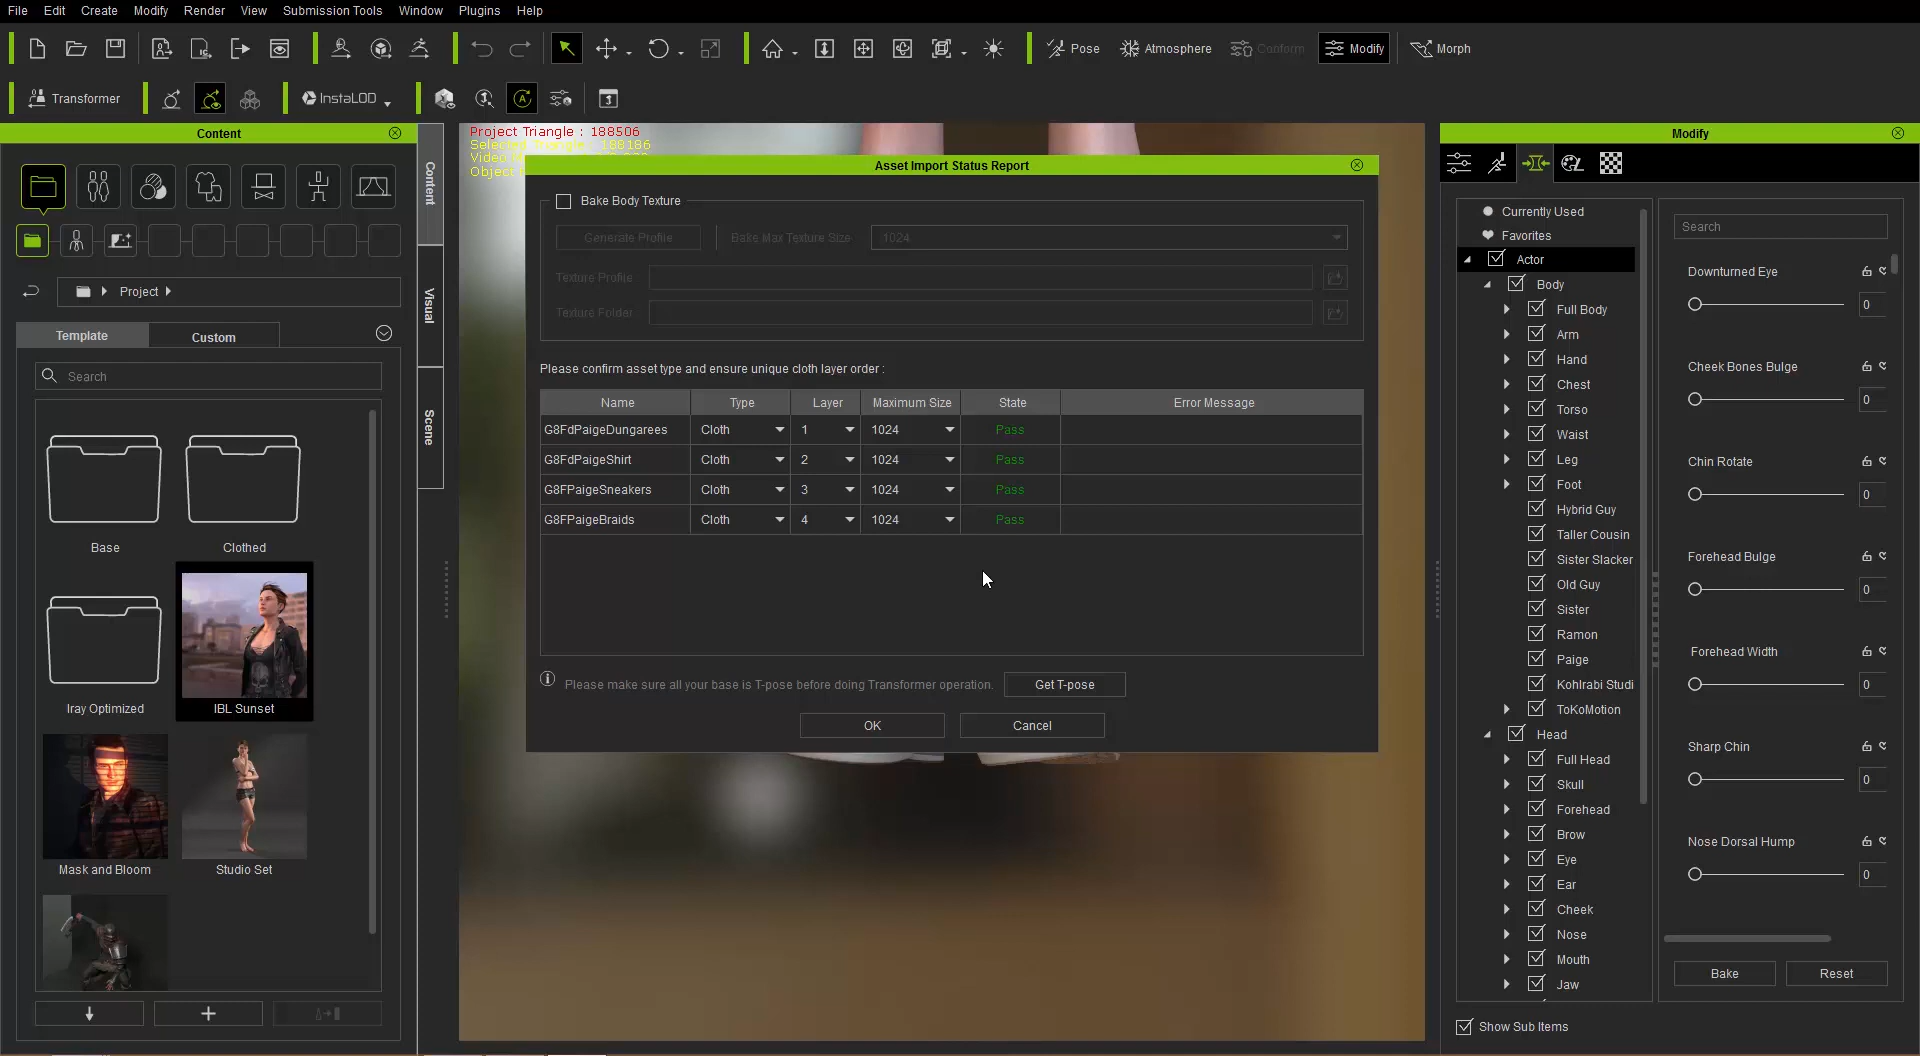 File Edit Create Modify Render View Submission Tools Window Plugins Help
Pose Atmosphere Conform Modify Morph
Transformer InstaLOD
Content
Project
Template Custom
Search
Base Clothed
Iray Optimized IBL Sunset
Mask and Bloom Studio Set
Content
Visual
Scene
Project Triangle : 188506
Selected Triangle : 188186
Asset Import Status Report
Bake Body Texture
Generate Profile Bake Max Texture Size 1024
Texture Profile
Texture Folder
Please confirm asset type and ensure unique cloth layer order :
Name Type Layer Maximum Size State Error Message
G8FdPaigeDungarees Cloth 1 1024 Pass
G8FdPaigeShirt Cloth 2 1024 Pass
G8FPaigeSneakers Cloth 3 1024 Pass
G8FPaigeBraids Cloth 4 1024 Pass
Please make sure all your base is T-pose before doing Transformer operation. Get T-pose
OK Cancel
Modify
Currently Used
Favorites
Actor
Body
Full Body
Arm
Hand
Chest
Torso
Waist
Leg
Foot
Hybrid Guy
Taller Cousin
Sister Slacker
Old Guy
Sister
Ramon
Paige
Kohlrabi Studi
ToKoMotion
Head
Full Head
Skull
Forehead
Brow
Eye
Ear
Cheek
Nose
Mouth
Jaw
Show Sub Items
Search
Downturned Eye
0
Cheek Bones Bulge
0
Chin Rotate
0
Forehead Bulge
0
Forehead Width
0
Sharp Chin
0
Nose Dorsal Hump
0
Bake Reset